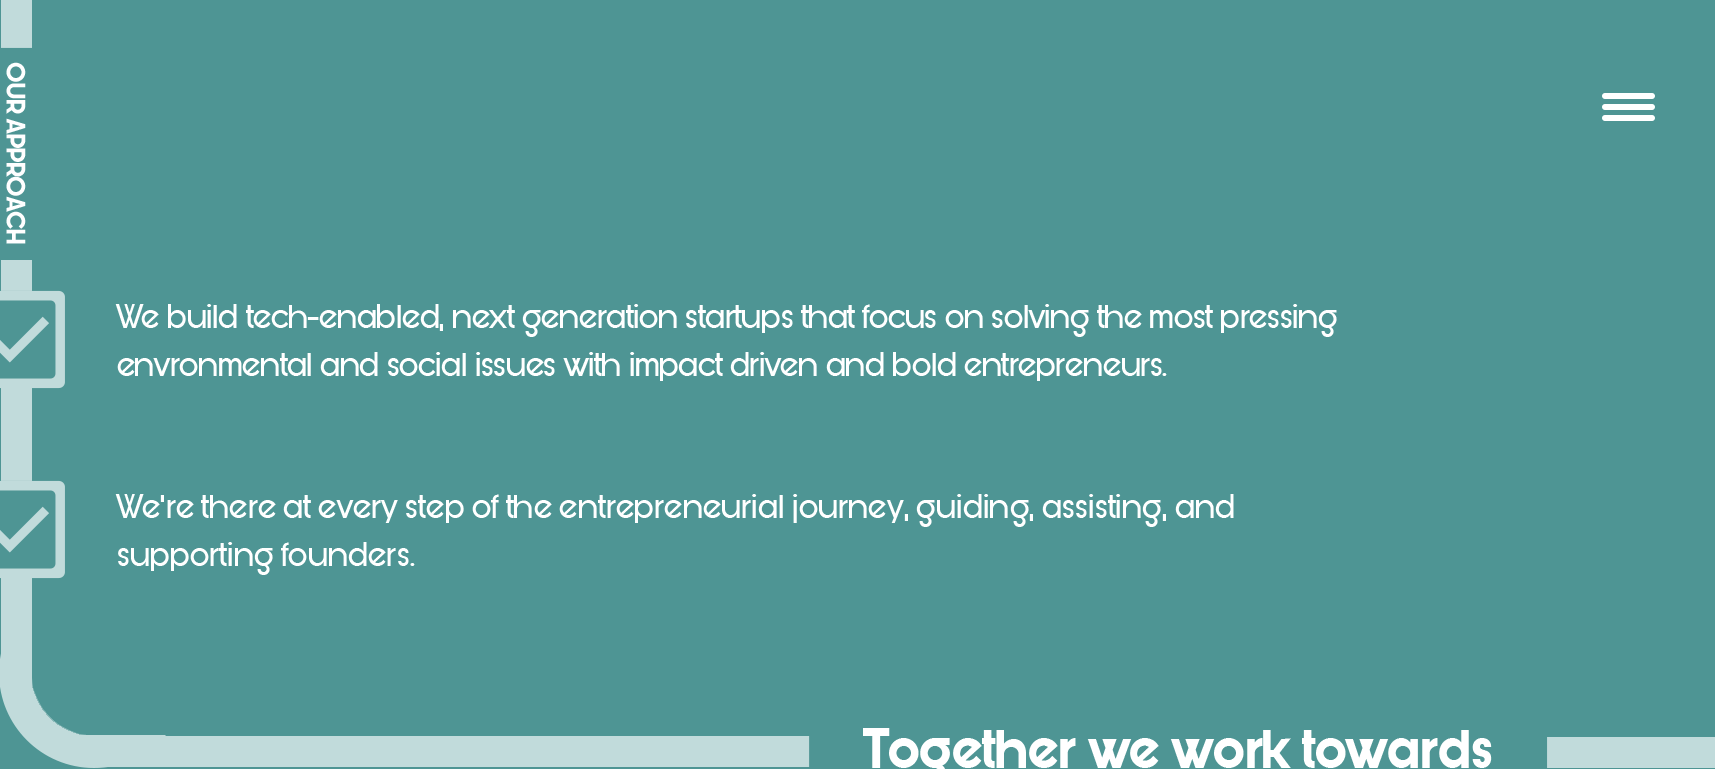 OUR APPROACH
We build tech-enabled, next generation startups that focus on solving the most pressing
envronmental and social issues with impact driven and bold entrepreneurs.
We're there at every step of the entrepreneurial journey, guiding, assisting, and
supporting founders.
Together we work towards